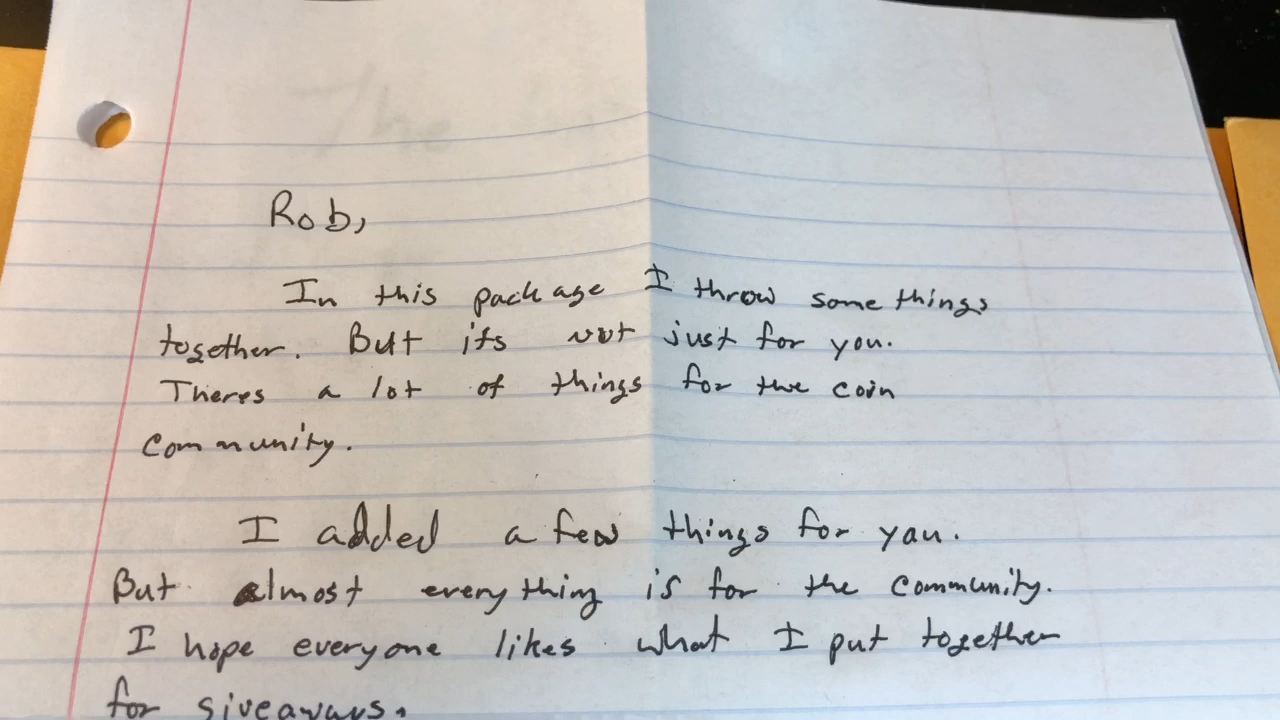 Rob,
In this package I throw some things
together. But its not just for you.
Theres a lot of things for the coin
community.
I added a few things for you.
But almost everything is for the community.
I hope everyone likes what I put together
for giveaways.